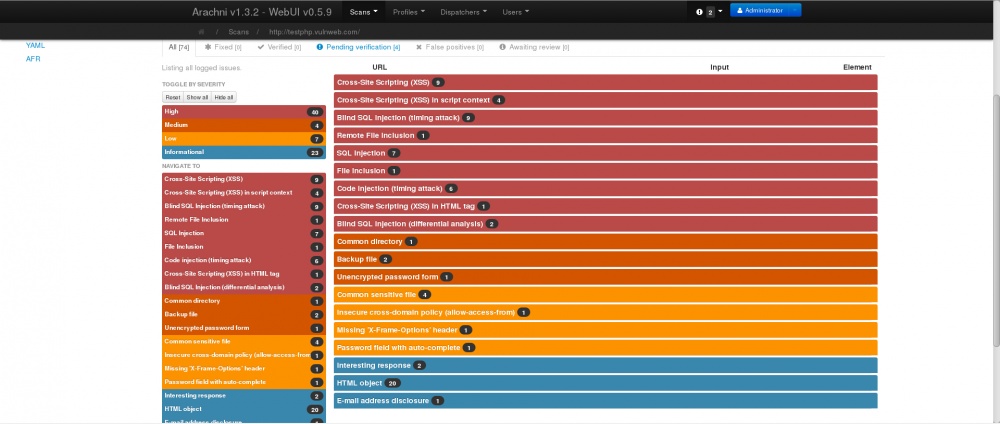 Arachni v1.3.2 - WebUI v0.5.9 Scans Profiles Dispatchers Users 2 Administrator
/ Scans / http://testphp.vulnweb.com/
YAML
AFR
All [74] Fixed [0] Verified [0] Pending verification [4] False positives [0] Awaiting review [0]
Listing all logged issues.
TOGGLE BY SEVERITY
Reset Show all Hide all
High 40
Medium 4
Low 7
Informational 23
NAVIGATE TO
Cross-Site Scripting (XSS) 9
Cross-Site Scripting (XSS) in script context 4
Blind SQL Injection (timing attack) 9
Remote File Inclusion 1
SQL Injection 7
File Inclusion 1
Code injection (timing attack) 6
Cross-Site Scripting (XSS) in HTML tag 1
Blind SQL Injection (differential analysis) 2
Common directory 1
Backup file 2
Unencrypted password form 1
Common sensitive file 4
Insecure cross-domain policy (allow-access-from 1
Missing 'X-Frame-Options' header 1
Password field with auto-complete 1
Interesting response 2
HTML object 20
E-mail address disclosure
URL Input Element
Cross-Site Scripting (XSS) 9
Cross-Site Scripting (XSS) in script context 4
Blind SQL Injection (timing attack) 9
Remote File Inclusion 1
SQL Injection 7
File Inclusion 1
Code injection (timing attack) 6
Cross-Site Scripting (XSS) in HTML tag 1
Blind SQL Injection (differential analysis) 2
Common directory 1
Backup file 2
Unencrypted password form 1
Common sensitive file 4
Insecure cross-domain policy (allow-access-from) 1
Missing 'X-Frame-Options' header 1
Password field with auto-complete 1
Interesting response 2
HTML object 20
E-mail address disclosure 1